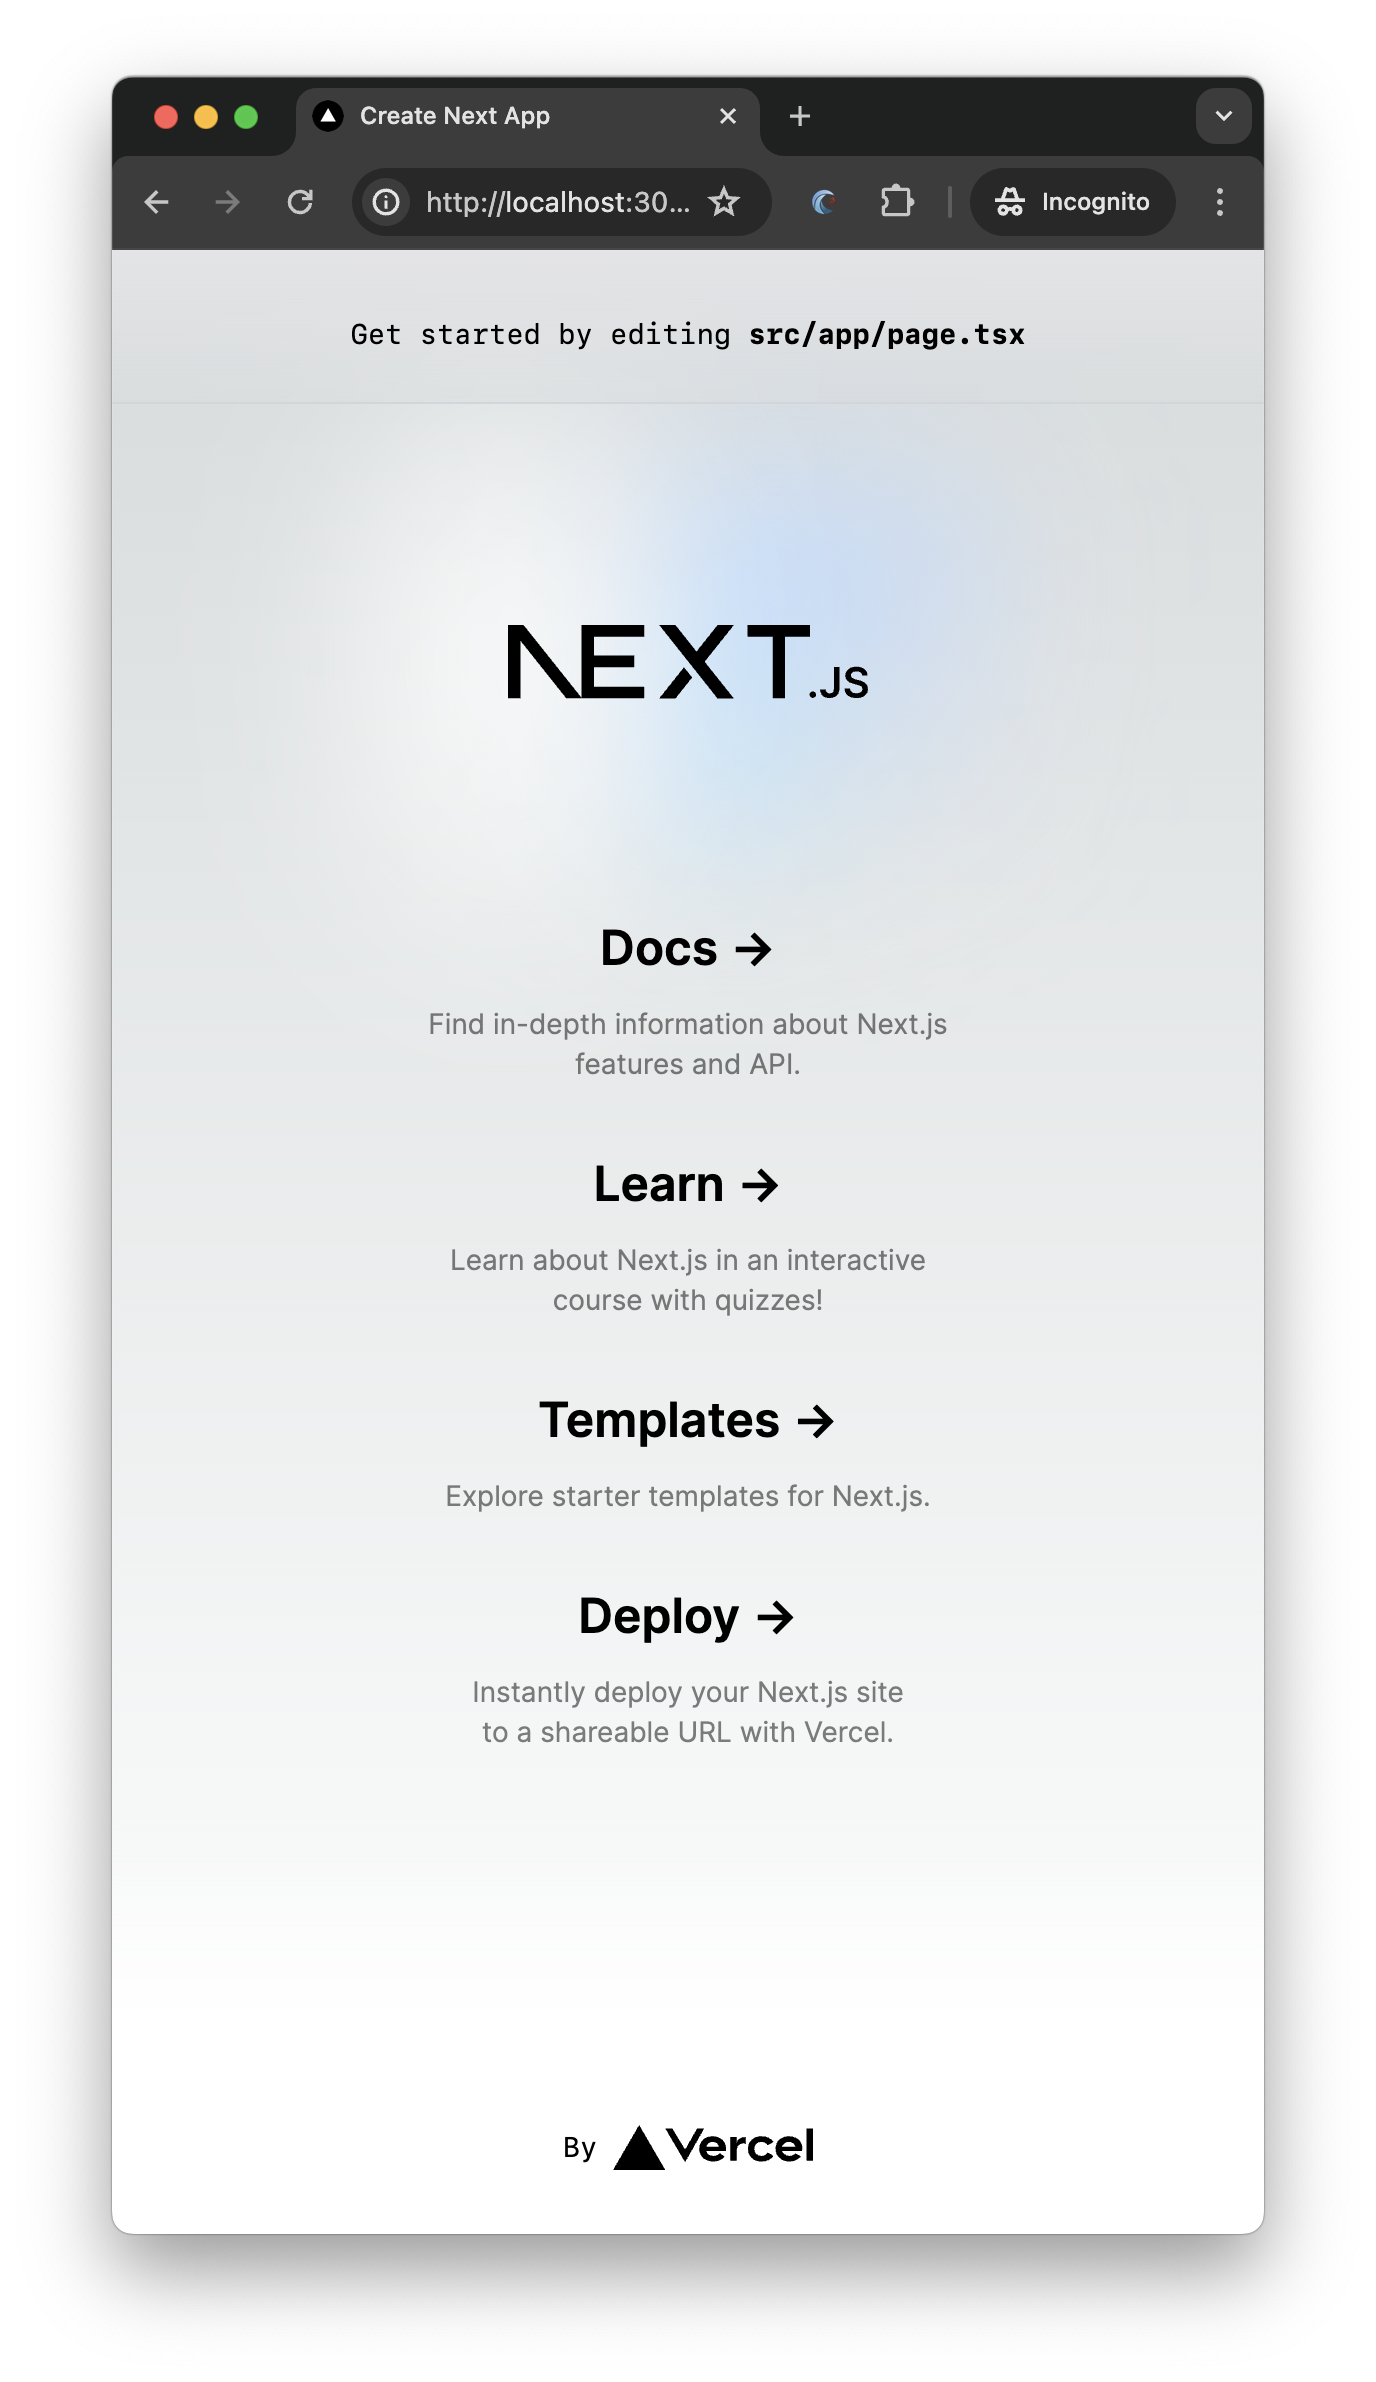 Create Next App
http://localhost:30...
Incognito
Get started by editing src/app/page.tsx
NEXT.JS
Docs →
Find in-depth information about Next.js
features and API.
Learn →
Learn about Next.js in an interactive
course with quizzes!
Templates →
Explore starter templates for Next.js.
Deploy →
Instantly deploy your Next.js site
to a shareable URL with Vercel.
By Vercel